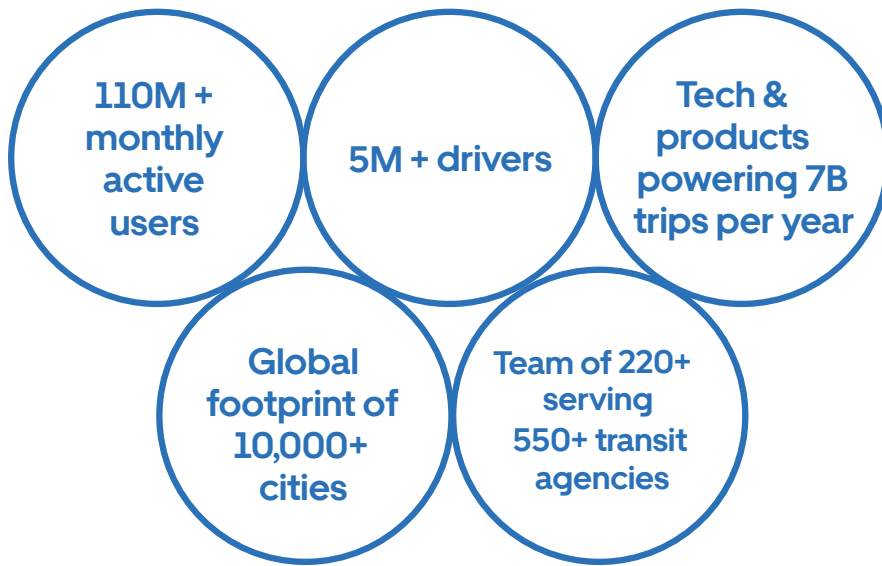 110M +
monthly
active
users
5M + drivers
Tech &
products
powering 7B
trips per year
Global
footprint of
10,000+
cities
Team of 220+
serving
550+ transit
agencies